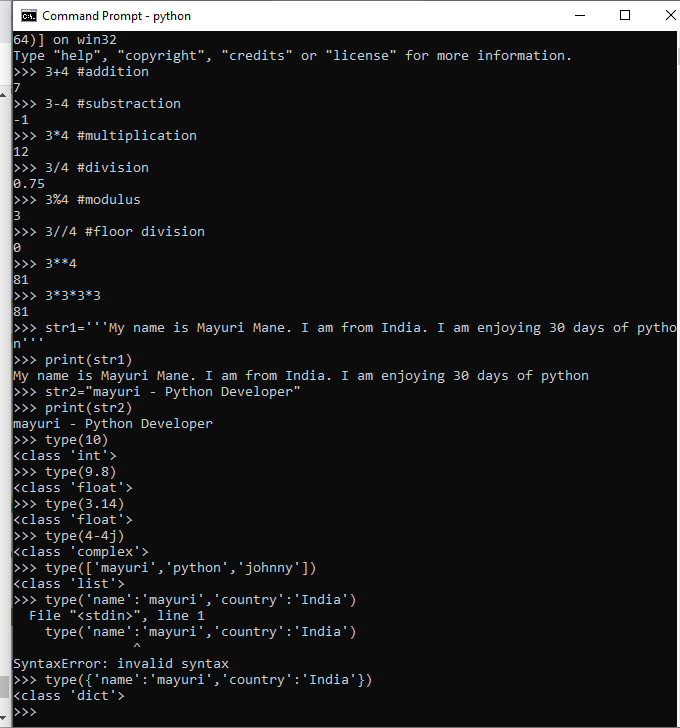 Command Prompt - python
64)] on win32
Type "help", "copyright", "credits" or "license" for more information.
>>> 3+4 #addition
7
>>> 3-4 #substraction
-1
>>> 3*4 #multiplication
12
>>> 3/4 #division
0.75
>>> 3%4 #modulus
3
>>> 3//4 #floor division
0
>>> 3**4
81
>>> 3*3*3*3
81
>>> str1='''My name is Mayuri Mane. I am from India. I am enjoying 30 days of pytho
n'''
>>> print(str1)
My name is Mayuri Mane. I am from India. I am enjoying 30 days of python
>>> str2="mayuri - Python Developer"
>>> print(str2)
mayuri - Python Developer
>>> type(10)
<class 'int'>
>>> type(9.8)
<class 'float'>
>>> type(3.14)
<class 'float'>
>>> type(4-4j)
<class 'complex'>
>>> type(['mayuri','python','johnny'])
<class 'list'>
>>> type('name':'mayuri','country':'India')
  File "<stdin>", line 1
    type('name':'mayuri','country':'India')
               ^
SyntaxError: invalid syntax
>>> type({'name':'mayuri','country':'India'})
<class 'dict'>
>>>